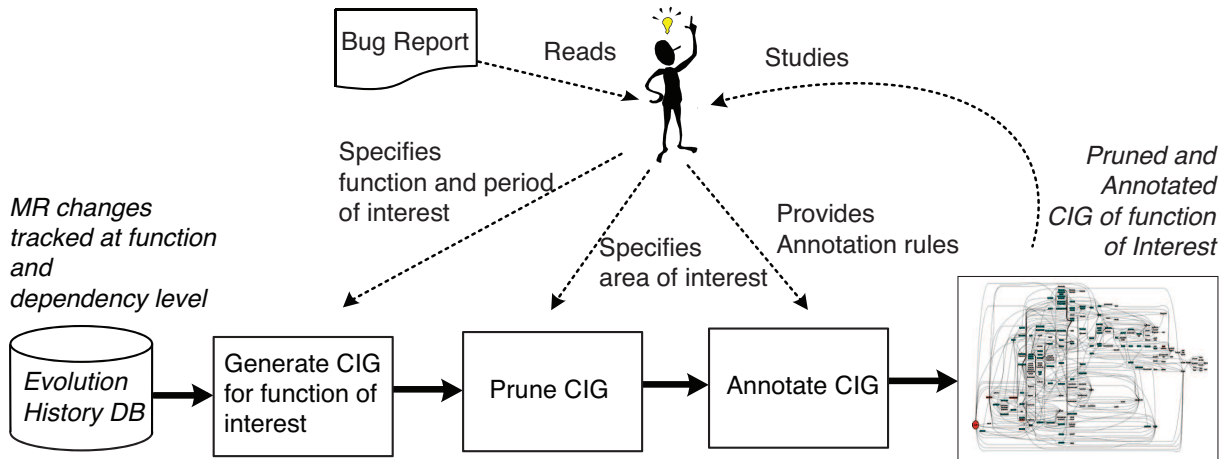 Bug Report
Reads
Studies
Specifies
function and period
of interest
Pruned and
Annotated
CIG of function
of Interest
MR changes
tracked at function
and
dependency level
Provides
Annotation rules
Specifies
area of interest
Evolution
History DB
Generate CIG
for function of
interest
Prune CIG
Annotate CIG